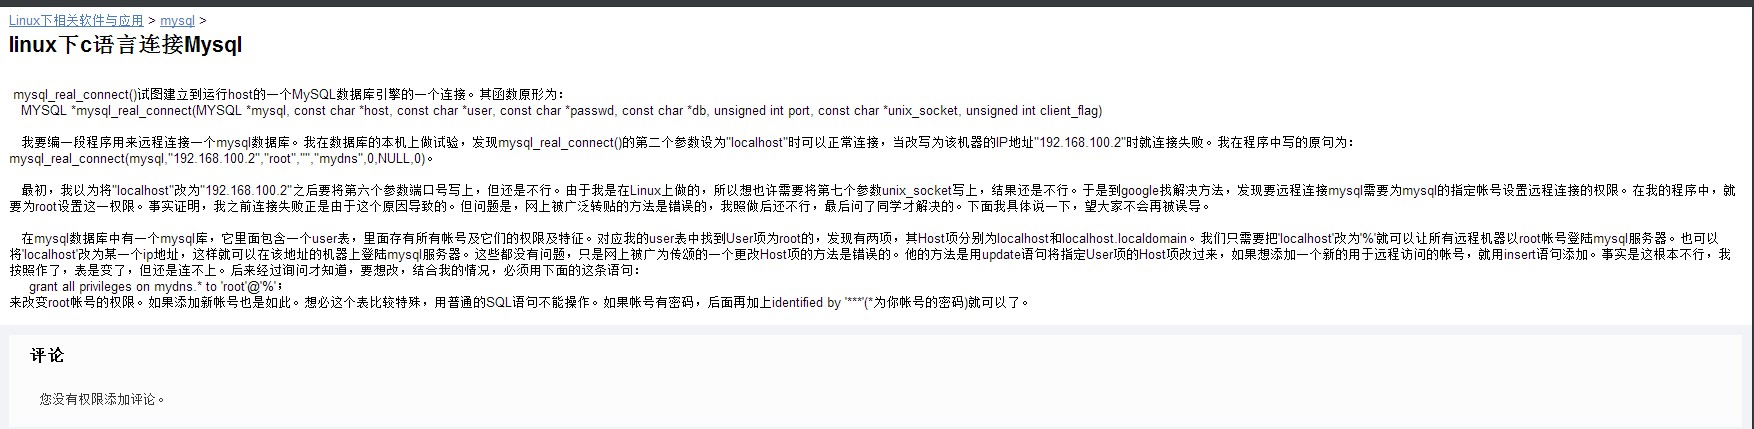 Linux下相关软件与应用 > mysql >
linux下c语言连接Mysql
mysql_real_connect()试图建立到运行host的一个MySQL数据库引擎的一个连接。其函数原形为：
MYSQL *mysql_real_connect(MYSQL *mysql, const char *host, const char *user, const char *passwd, const char *db, unsigned int port, const char *unix_socket, unsigned int client_flag)
我要编一段程序用来远程连接一个mysql数据库。我在数据库的本机上做试验，发现mysql_real_connect()的第二个参数设为"localhost"时可以正常连接，当改写为该机器的IP地址"192.168.100.2"时就连接失败。我在程序中写的原句为：
mysql_real_connect(mysql,"192.168.100.2","root","","mydns",0,NULL,0)。
最初，我以为将"localhost"改为"192.168.100.2"之后要将第六个参数端口号写上，但还是不行。由于我是在Linux上做的，所以想也许需要将第七个参数unix_socket写上，结果还是不行。于是到google找解决方法，发现要远程连接mysql需要为mysql的指定帐号设置远程连接的权限。在我的程序中，就
要为root设置这一权限。事实证明，我之前连接失败正是由于这个原因导致的。但问题是，网上被广泛转贴的方法是错误的，我照做后还不行，最后问了同学才解决的。下面我具体说一下，望大家不会再被误导。
在mysql数据库中有一个mysql库，它里面包含一个user表，里面存有所有帐号及它们的权限及特征。对应我的user表中找到User项为root的，发现有两项，其Host项分别为localhost和localhost.localdomain。我们只需要把'localhost'改为'%'就可以让所有远程机器以root帐号登陆mysql服务器。也可以
将'localhost'改为某一个ip地址，这样就可以在该地址的机器上登陆mysql服务器。这些都没有问题，只是网上被广为传颂的一个更改Host项的方法是错误的。他的方法是用update语句将指定User项的Host项改过来，如果想添加一个新的用于远程访问的帐号，就用insert语句添加。事实是这根本不行，我
按照作了，表是变了，但还是连不上。后来经过询问才知道，要想改，结合我的情况，必须用下面的这条语句：
grant all privileges on mydns.* to 'root'@'%'；
来改变root帐号的权限。如果添加新帐号也是如此。想必这个表比较特殊，用普通的SQL语句不能操作。如果帐号有密码，后面再加上identified by '***'(*为你帐号的密码)就可以了。
评论
您没有权限添加评论。